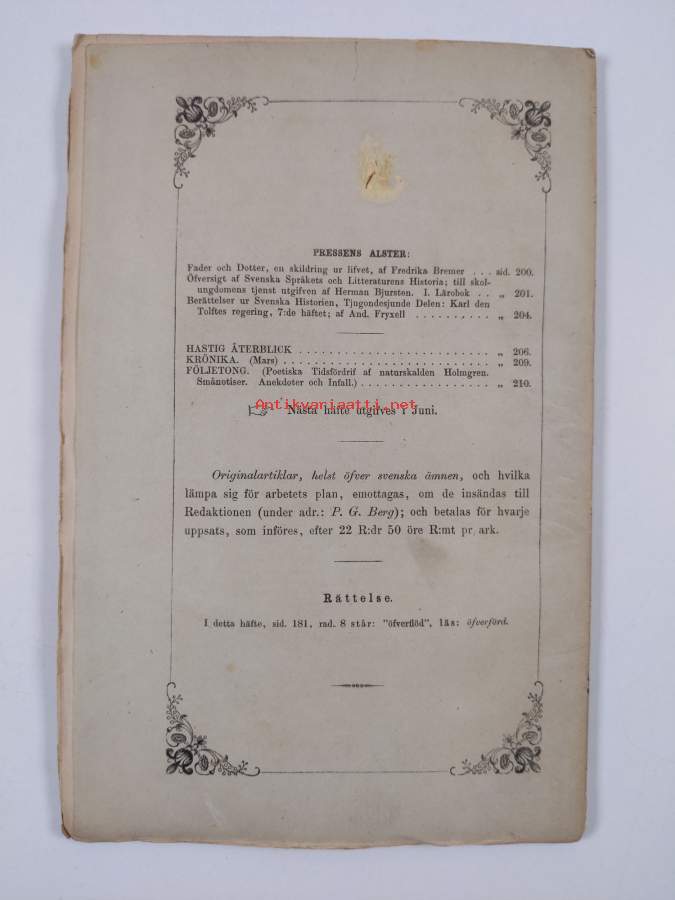 PRESSENS ALSTER:
Fader och Dotter, en skildring ur lifvet, af Fredrika Bremer . . . sid. 200.
Öfversigt af Svenska Språkets och Litteraturens Historia; till skol-
ungdomens tjenst utgifven af Herman Bjursten. I. Lärobok . . „ 201.
Berättelser ur Svenska Historien, Tjugondesjunde Delen: Karl den
Tolftes regering, 7:de häftet; af And. Fryxell . . . . . . . . . . „ 204.
HASTIG ÅTERBLICK . . . . . . . . . . . . . . . . . . . . . . . . . . „ 206.
KRÖNIKA. (Mars) . . . . . . . . . . . . . . . . . . . . . . . . . . . „ 209.
FÖLJETONG. (Poetiska Tidsfördrif af naturskalden Holmgren.
Smånotiser. Anekdoter och Infall.) . . . . . . . . . . . . . . . . . „ 210.
Antikvariaatti.net
☞ Nästa häfte utgifves i Juni.
Originalartiklar, helst öfver svenska ämnen, och hvilka
lämpa sig för arbetets plan, emottagas, om de insändas till
Redaktionen (under adr.: P. G. Berg); och betalas för hvarje
uppsats, som införes, efter 22 R:dr 50 öre R:mt pr. ark.
Rättelse.
I detta häfte, sid. 181, rad. 8 står: "öfverflöd", läs: öfverförd.